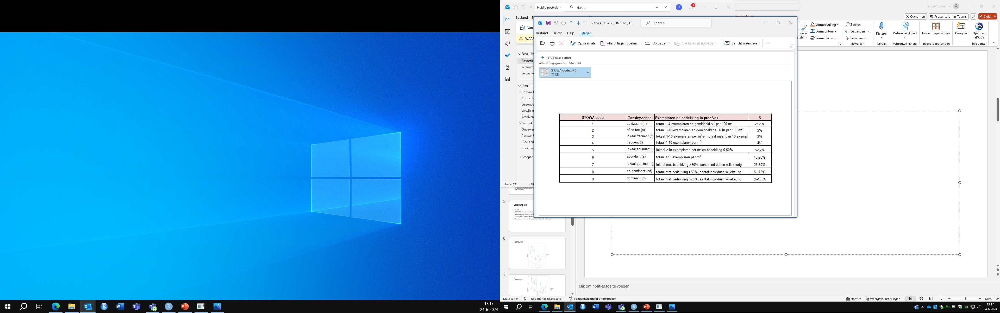 Huidig postvak
rianne
1
Lenselink, Jeanine
Bestand
Opnemen
Presenteren in Teams
Delen
STOWA klasses - Bericht (HT...
Zoeken
Van
Bestand Bericht Help Bijlagen
Snelle
stijlen
Vormopvulling
Vormcontour
Vormeffecten
Zoeken
Vervangen
Selecteren
Bewerken
Dicteren
Spraak
Vertrouwelijkheid
Vertrouwelijkheid
Invoegtoepassingen
Invoegtoepassingen
Designer
OpenText
eDOCS
InfoCenter
Opslaan als
Alle bijlagen opslaan
Uploaden
Alle bijlagen uploaden
Bericht weergeven
Terug naar bericht
Afbeeldingsgrootte: 814 x 264
STOWA-codes.JPG
75 KB
Favorie
Postvak
Verzonde
Verwijder
jlenseli
Postvak
Concept
Verzonde
Verwijder
Archiver
Gesprek
Ongewe
Postvak
RSS Feed
Zoekmap
Groepen
Items: 72
STOWA-code Tansley-schaal Exemplaren en bedekking in proefvak %
1 zeldzaam (r ) totaal 1-4 exemplaren en gemiddeld <1 per 100 m2 <1-1%
2 af en toe (o) totaal 5-10 exemplaren en gemiddeld ca. 1-10 per 100 m2 2%
3 lokaal frequent (lf) lokaal 1-10 exemplaren per m2 en totaal meer dan 10 exempl 3%
4 frequent (f) totaal 1-10 exemplaren per m2 4%
5 lokaal abundant (la lokaal >10 exemplaren per m2 en bedekking 5-50% 5-12%
6 abundant (a) totaal >10 exemplaren per m2 13-25%
7 lokaal dominant (ld lokaal met bedekking >50%, aantal individuen willekeurig 26-50%
8 co-dominant (cd) totaal met bedekking >50%, aantal individuen willekeurig 51-75%
9 dominant (d) totaal met bedekking >75%, aantal individuen willekeurig 76-100%
5
Stappenplan
6
Richness
7
Eveness
Klik om notities toe te voegen
Dia 3 van 9
Nederlands (standaard)
Toegankelijkheid: onderzoeken
Notities
Weergave-instellingen
121%
13:17
24-6-2024
13:17
24-6-2024